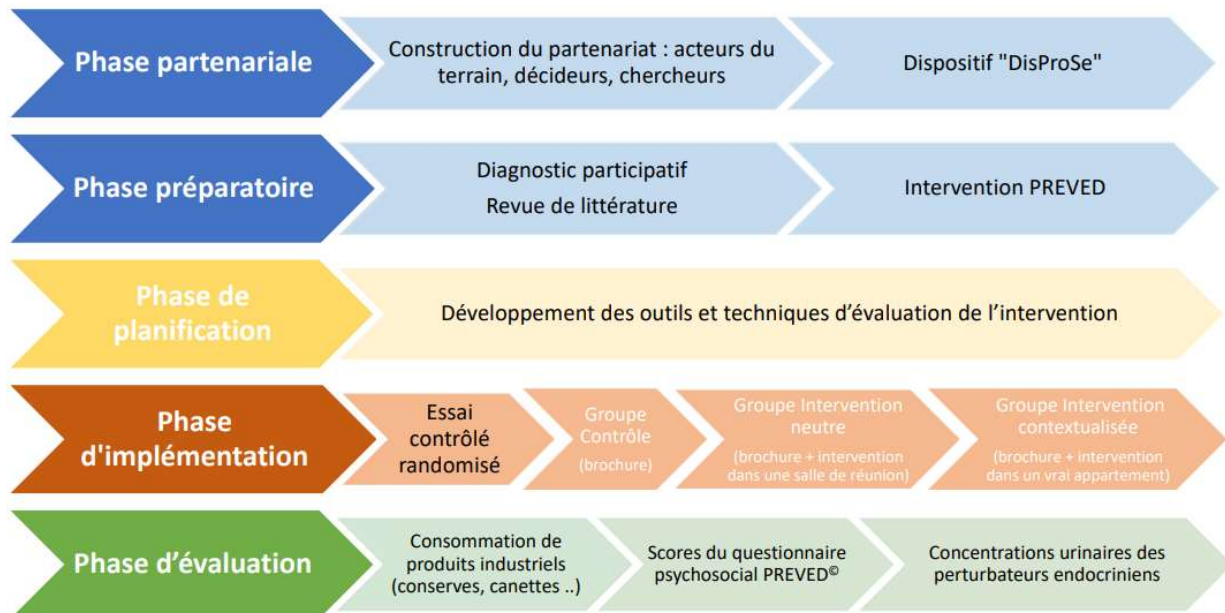 Phase partenariale
Construction du partenariat : acteurs du
terrain, décideurs, chercheurs
Dispositif "DisProSe"
Phase préparatoire
Diagnostic participatif
Revue de littérature
Intervention PREVED
Phase de
planification
Développement des outils et techniques d’évaluation de l’intervention
Phase
d'implémentation
Essai
contrôlé
randomisé
Groupe
Contrôle
(brochure)
Groupe Intervention
neutre
(brochure + intervention
dans une salle de réunion)
Groupe Intervention
contextualisée
(brochure + intervention
dans un vrai appartement)
Phase d’évaluation
Consommation de
produits industriels
(conserves, canettes ..)
Scores du questionnaire
psychosocial PREVED©
Concentrations urinaires des
perturbateurs endocriniens